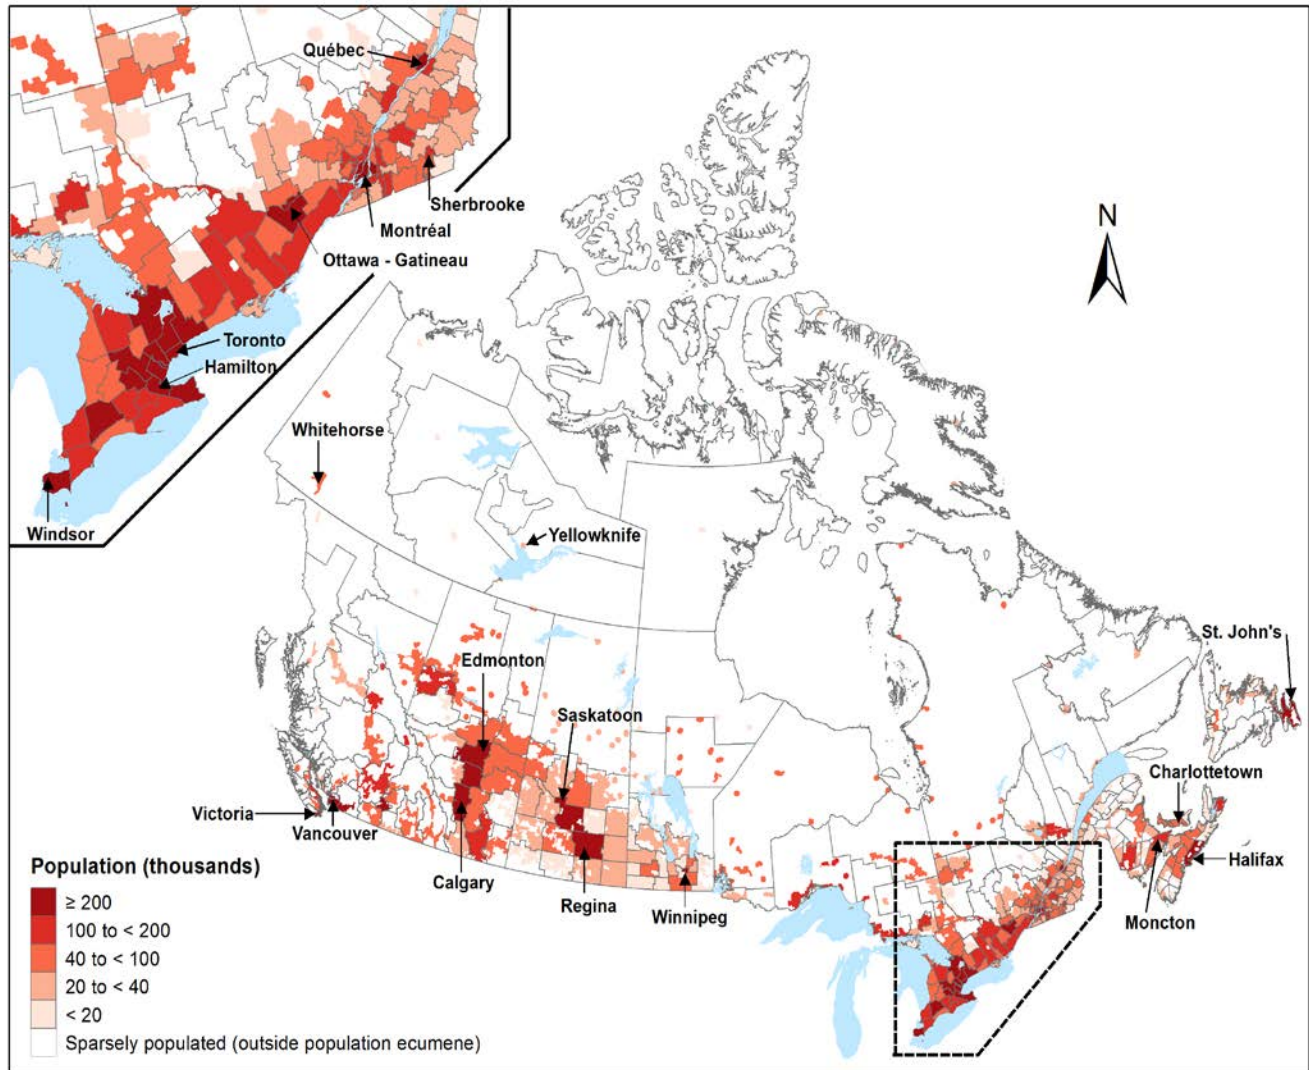 Québec
Sherbrooke
Montréal
Ottawa - Gatineau
Toronto
Hamilton
Windsor
N
Whitehorse
Yellowknife
St. John's
Edmonton
Saskatoon
Charlottetown
Victoria
Vancouver
Halifax
Calgary
Regina
Winnipeg
Moncton
Population (thousands)
≥ 200
100 to < 200
40 to < 100
20 to < 40
< 20
Sparsely populated (outside population ecumene)